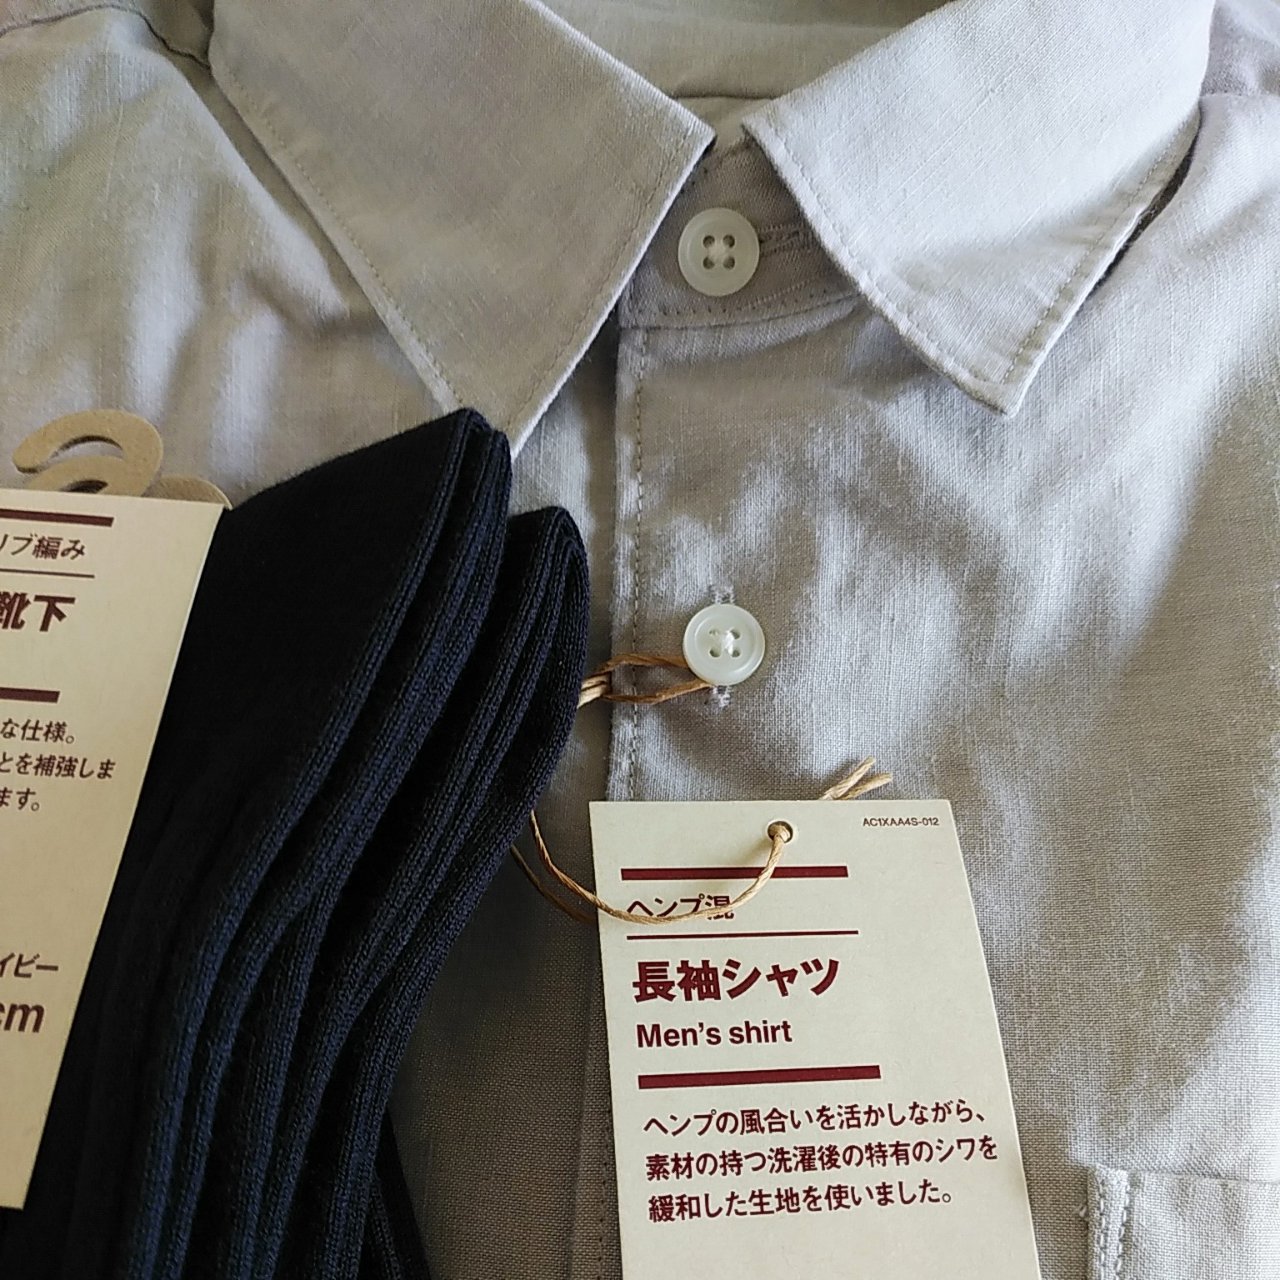 リブ編み
靴下
な仕様。
とを補強しま
ます。
イビー
cm
AC1XAA4S-012
ヘンプ混
長袖シャツ
Men's shirt
ヘンプの風合いを活かしながら、
素材の持つ洗濯後の特有のシワを
緩和した生地を使いました。